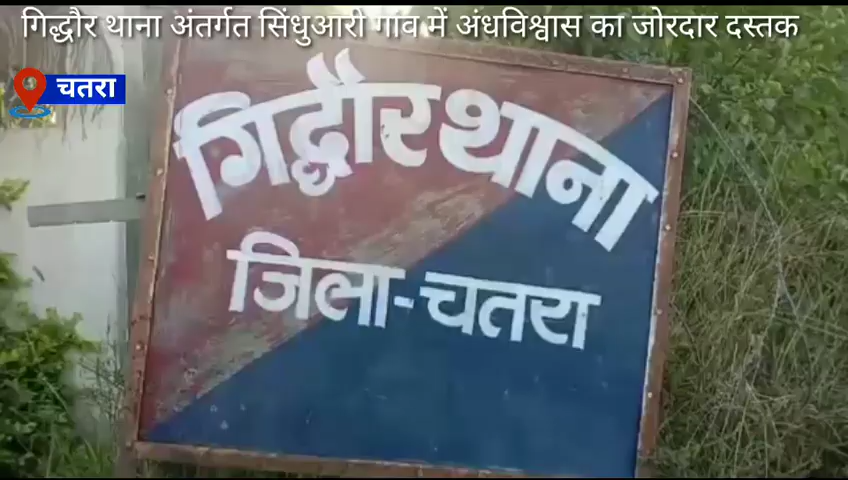 गिद्धौर थाना अंतर्गत सिंधुआरी गांव में अंधविश्वास का जोरदार दस्तक
चतरा
गिद्धौर थाना
जिला-चतरा